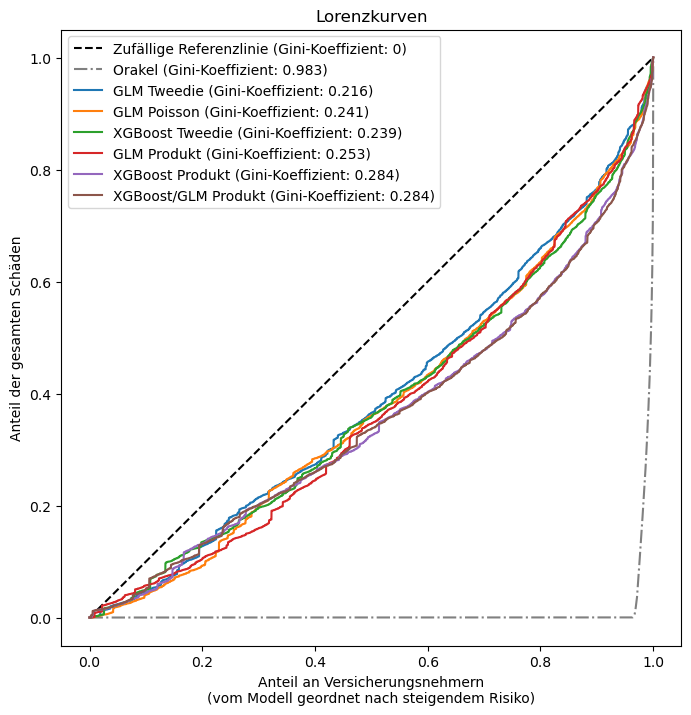 Lorenzkurven
Zufällige Referenzlinie (Gini-Koeffizient: 0)
Orakel (Gini-Koeffizient: 0.983)
GLM Tweedie (Gini-Koeffizient: 0.216)
GLM Poisson (Gini-Koeffizient: 0.241)
XGBoost Tweedie (Gini-Koeffizient: 0.239)
GLM Produkt (Gini-Koeffizient: 0.253)
XGBoost Produkt (Gini-Koeffizient: 0.284)
XGBoost/GLM Produkt (Gini-Koeffizient: 0.284)
Anteil der gesamten Schäden
1.0
0.8
0.6
0.4
0.2
0.0
0.0 0.2 0.4 0.6 0.8 1.0
Anteil an Versicherungsnehmern
(vom Modell geordnet nach steigendem Risiko)